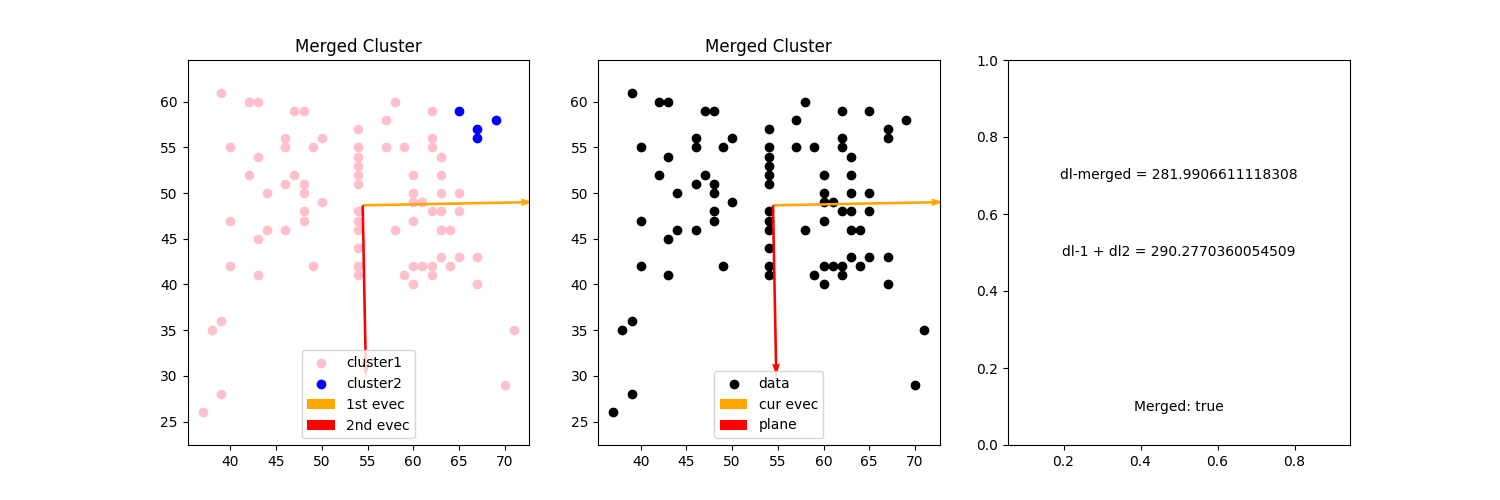 Merged Cluster
60
55
50
45
40
35
30
25
40 45 50 55 60 65 70
cluster1
cluster2
1st evec
2nd evec
Merged Cluster
60
55
50
45
40
35
30
25
40 45 50 55 60 65 70
data
cur evec
plane
1.0
0.8
0.6
0.4
0.2
0.0
0.2 0.4 0.6 0.8
dl-merged = 281.9906611118308
dl-1 + dl2 = 290.2770360054509
Merged: true